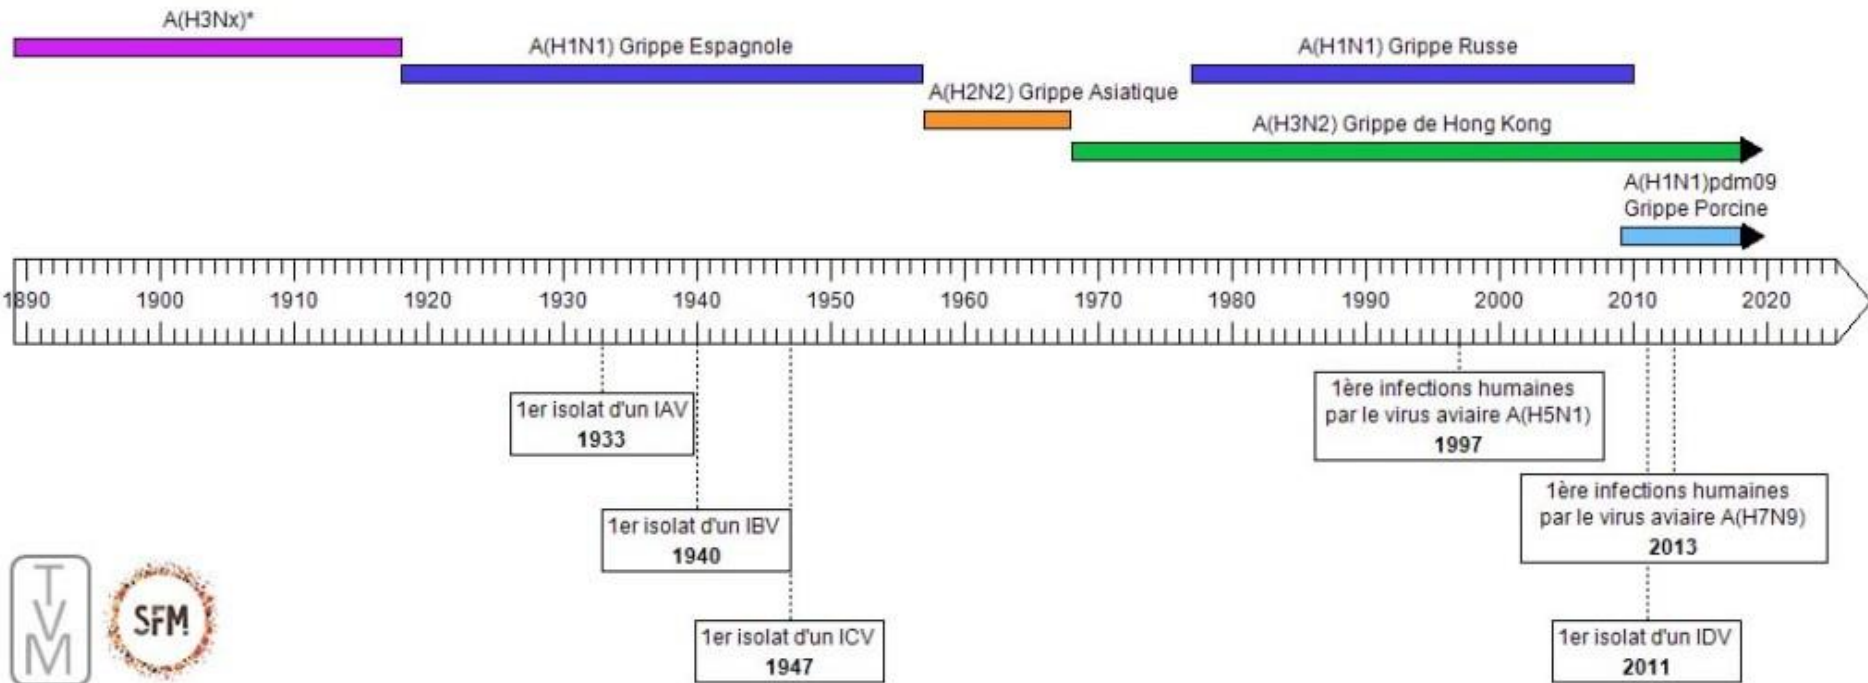 A(H3Nx)*
A(H1N1) Grippe Espagnole
A(H1N1) Grippe Russe
A(H2N2) Grippe Asiatique
A(H3N2) Grippe de Hong Kong
A(H1N1)pdm09
Grippe Porcine
1890 1900 1910 1920 1930 1940 1950 1960 1970 1980 1990 2000 2010 2020
1er isolat d'un IAV
1933
1er isolat d'un IBV
1940
1er isolat d'un ICV
1947
1ère infections humaines
par le virus aviaire A(H5N1)
1997
1ère infections humaines
par le virus aviaire A(H7N9)
2013
1er isolat d'un IDV
2011
T
V
M
SFM